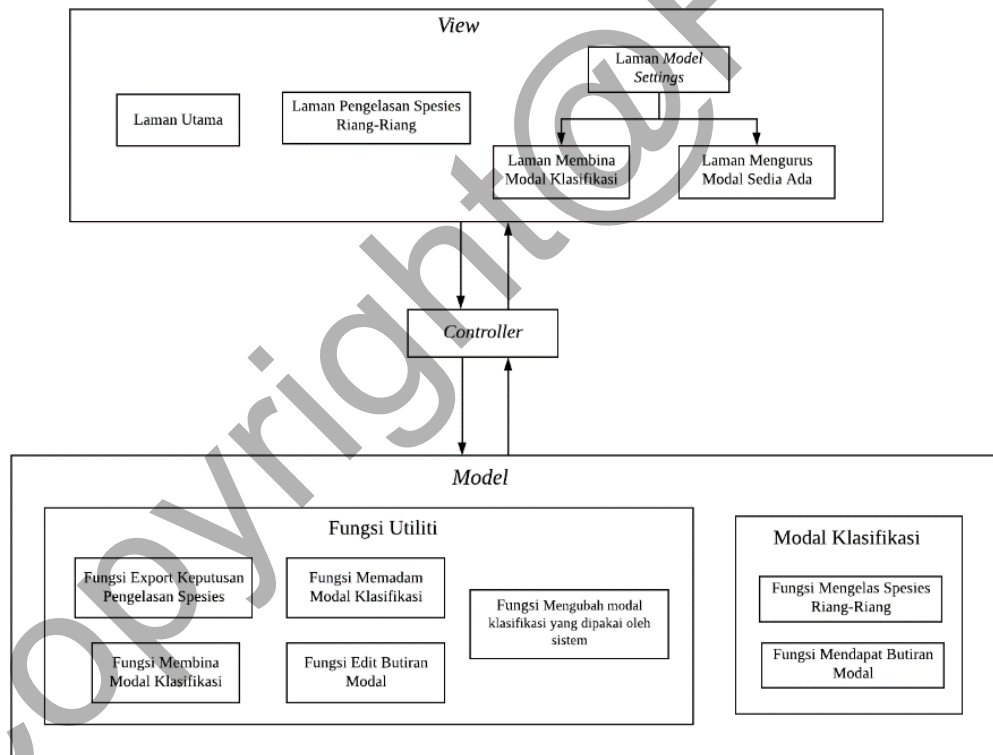 View
Laman Model
Settings
Laman Utama
Laman Pengelasan Spesies
Riang-Riang
Laman Membina
Modal Klasifikasi
Laman Mengurus
Modal Sedia Ada
Controller
Model
Fungsi Utiliti
Fungsi Export Keputusan
Pengelasan Spesies
Fungsi Memadam
Modal Klasifikasi
Fungsi Mengubah modal
klasifikasi yang dipakai oleh
sistem
Fungsi Membina
Modal Klasifikasi
Fungsi Edit Butiran
Modal
Modal Klasifikasi
Fungsi Mengelas Spesies
Riang-Riang
Fungsi Mendapat Butiran
Modal